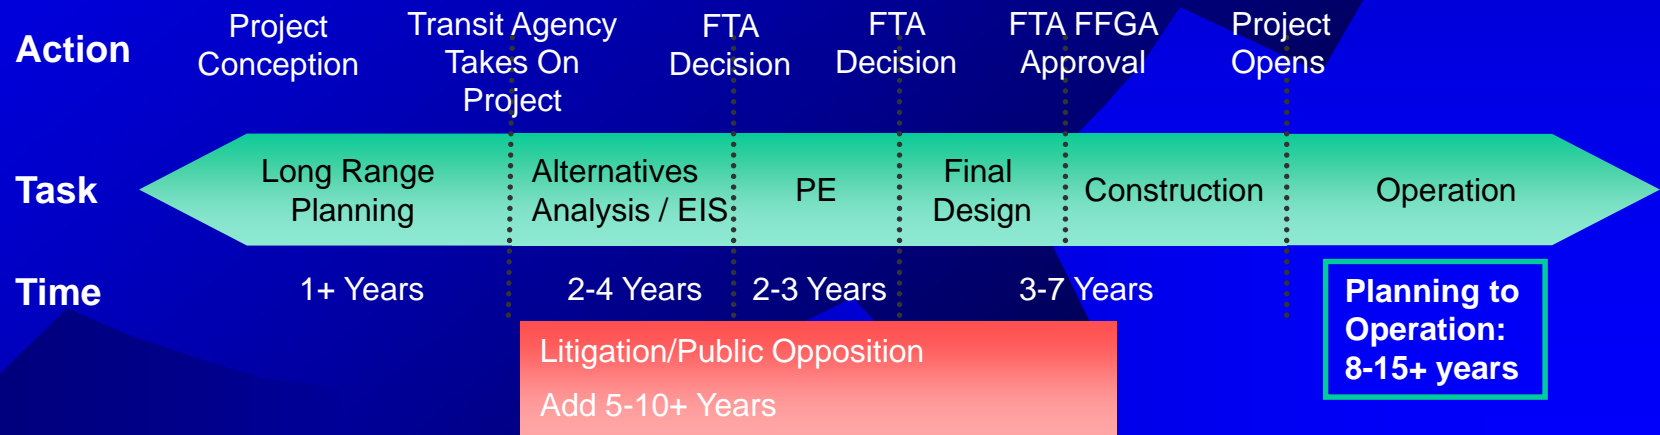 Action
Project
Conception
Transit Agency
Takes On
Project
FTA
Decision
FTA
Decision
FTA FFGA
Approval
Project
Opens
Task
Long Range
Planning
Alternatives
Analysis / EIS
PE
Final
Design
Construction
Operation
Time
1+ Years
2-4 Years
2-3 Years
3-7 Years
Planning to
Operation:
8-15+ years
Litigation/Public Opposition
Add 5-10+ Years